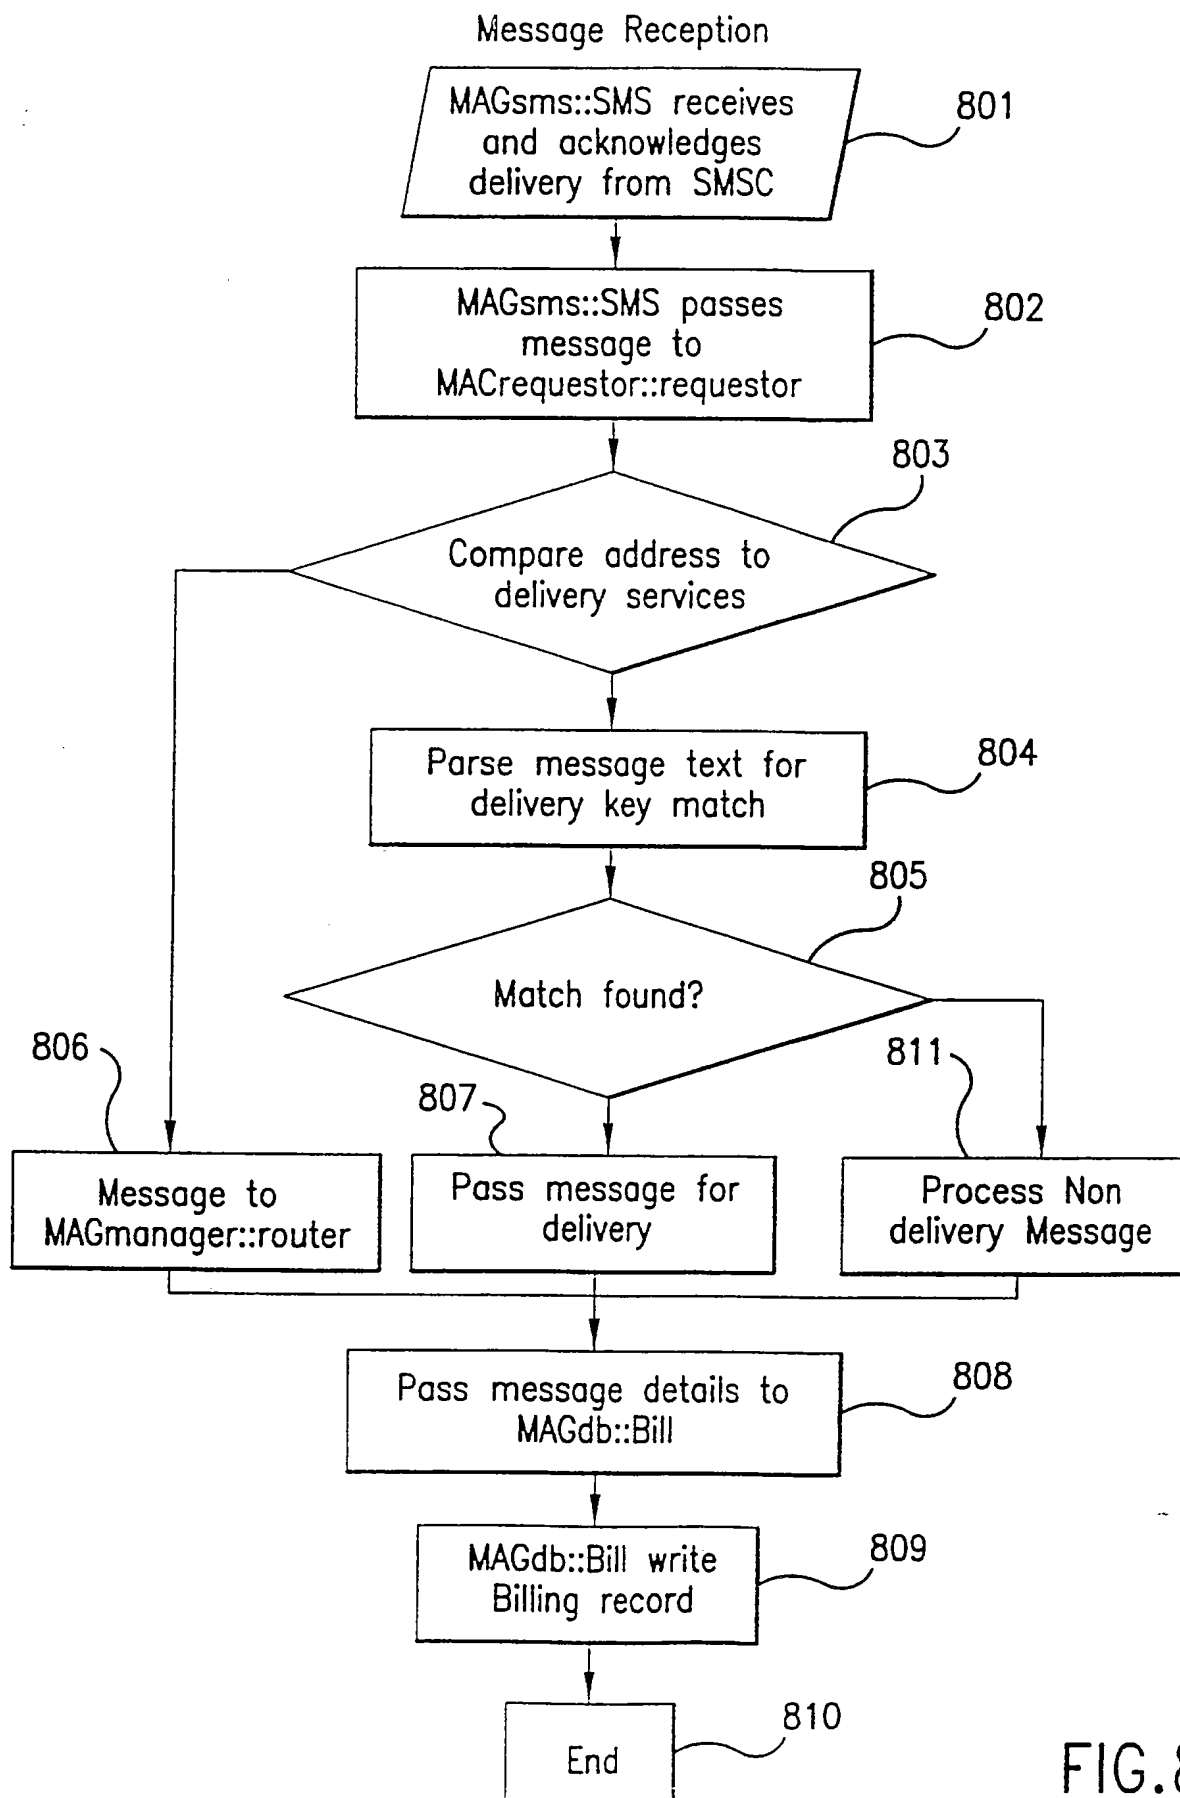 Message Reception
MAGsms::SMS receives
and acknowledges
delivery from SMSC
801
MAGsms::SMS passes
message to
MACrequestor::requestor
802
803
Compare address to
delivery services
Parse message text for
delivery key match
804
805
Match found?
806
807
811
Message to
MAGmanager::router
Pass message for
delivery
Process Non
delivery Message
Pass message details to
MAGdb::Bill
808
MAGdb::Bill write
Billing record
809
End
810
FIG.8